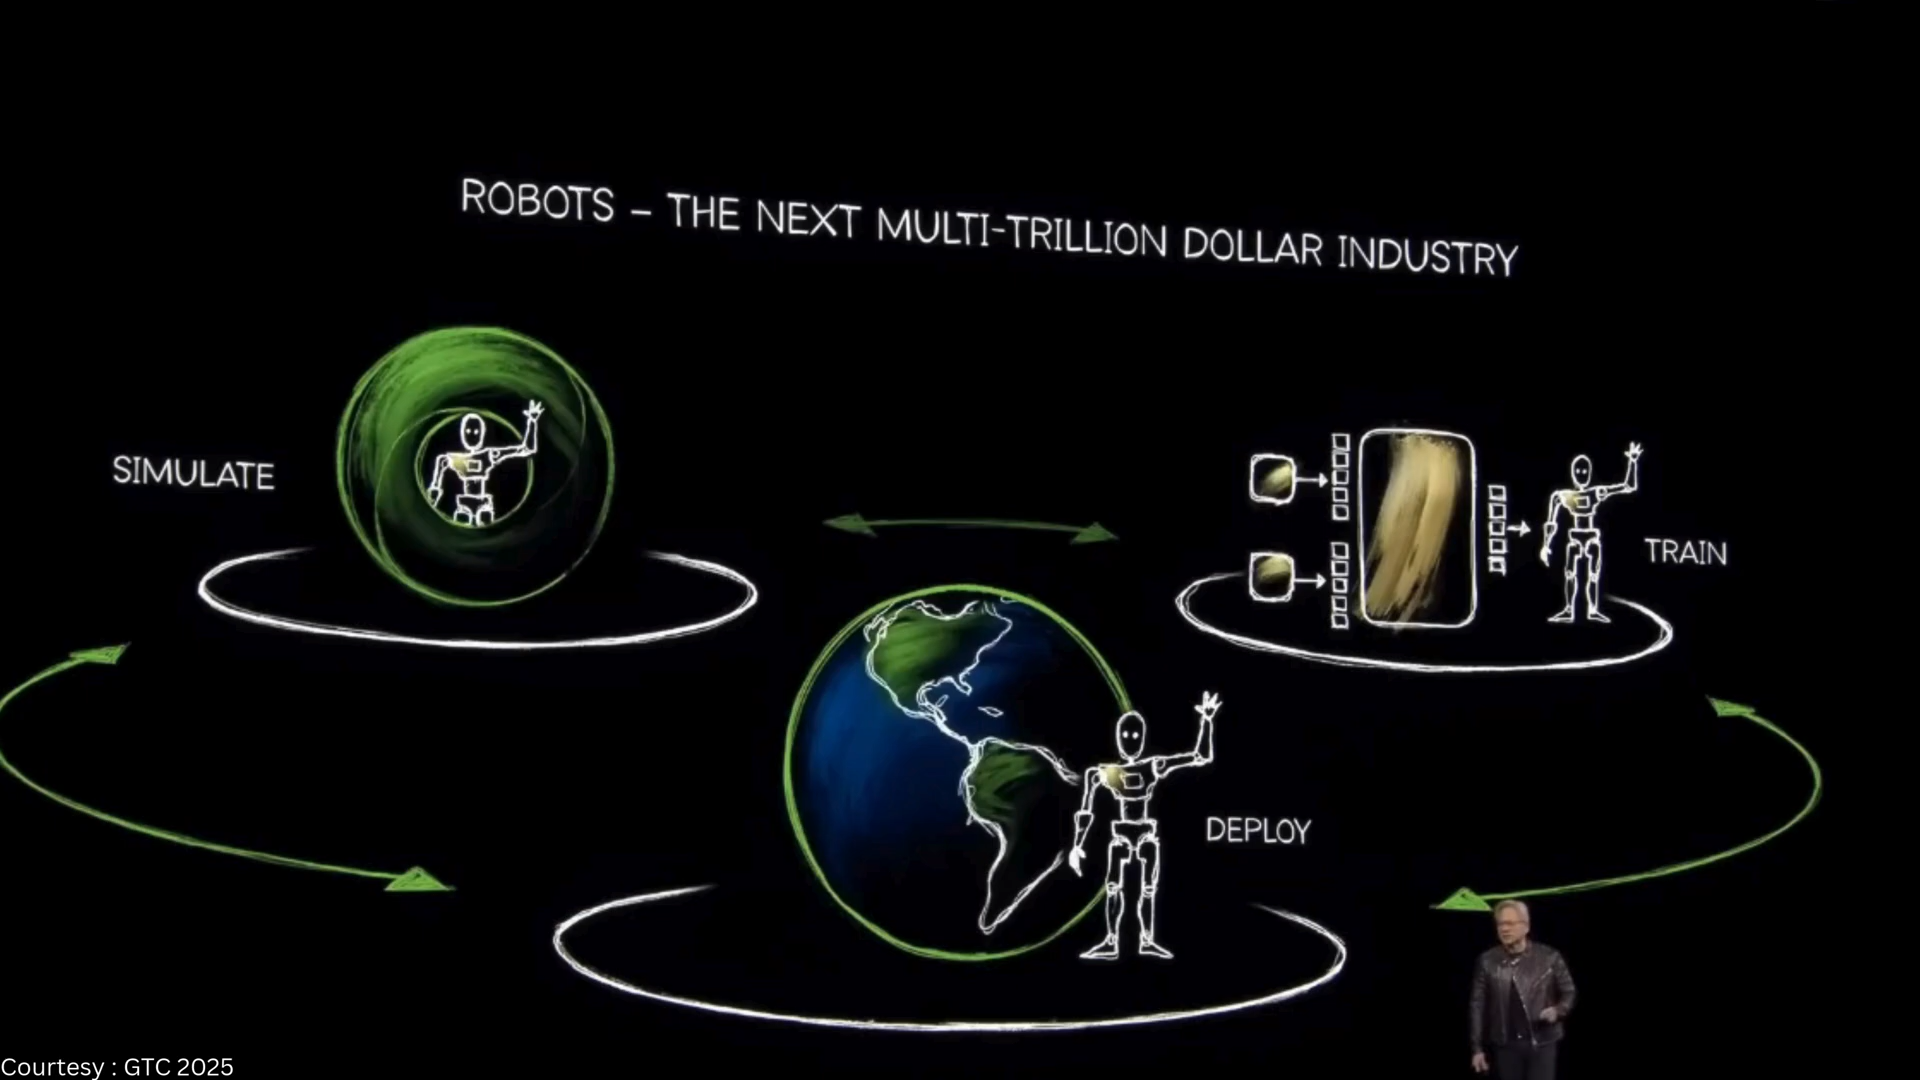 ROBOTS – THE NEXT MULTI-TRILLION DOLLAR INDUSTRY
SIMULATE
TRAIN
DEPLOY
Courtesy : GTC 2025